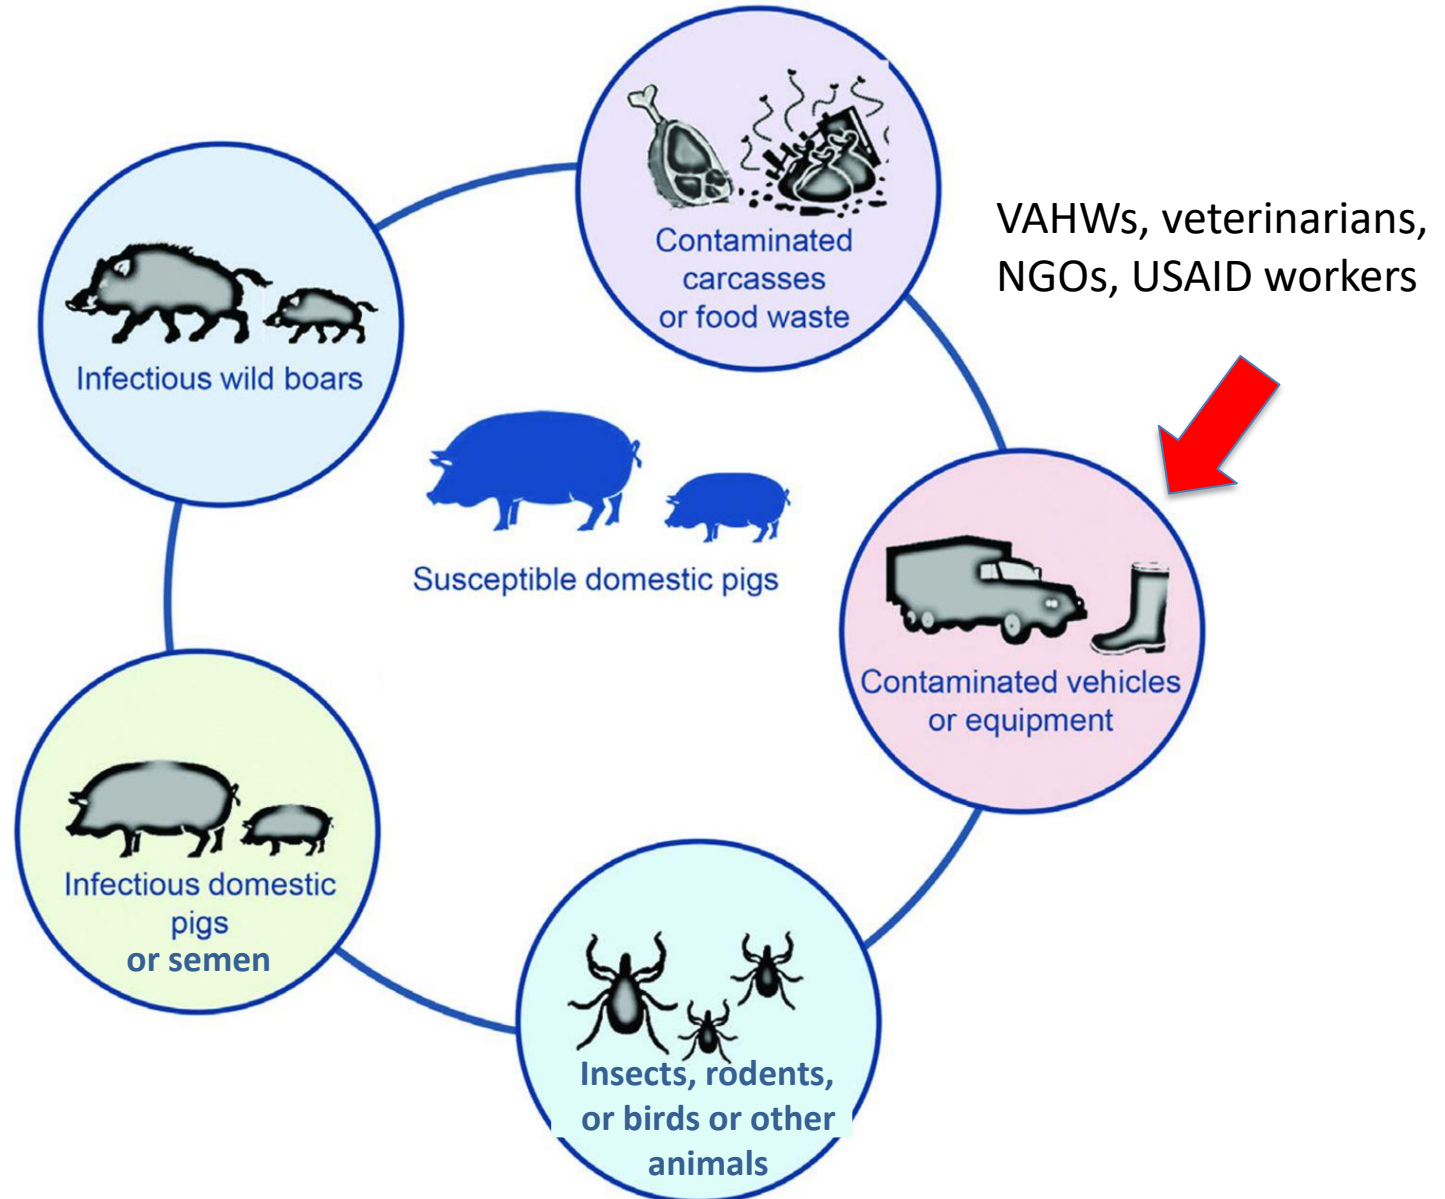 Contaminated
carcasses
or food waste
VAHWs, veterinarians,
NGOs, USAID workers
Infectious wild boars
Susceptible domestic pigs
Contaminated vehicles
or equipment
Infectious domestic
pigs
or semen
Insects, rodents,
or birds or other
animals